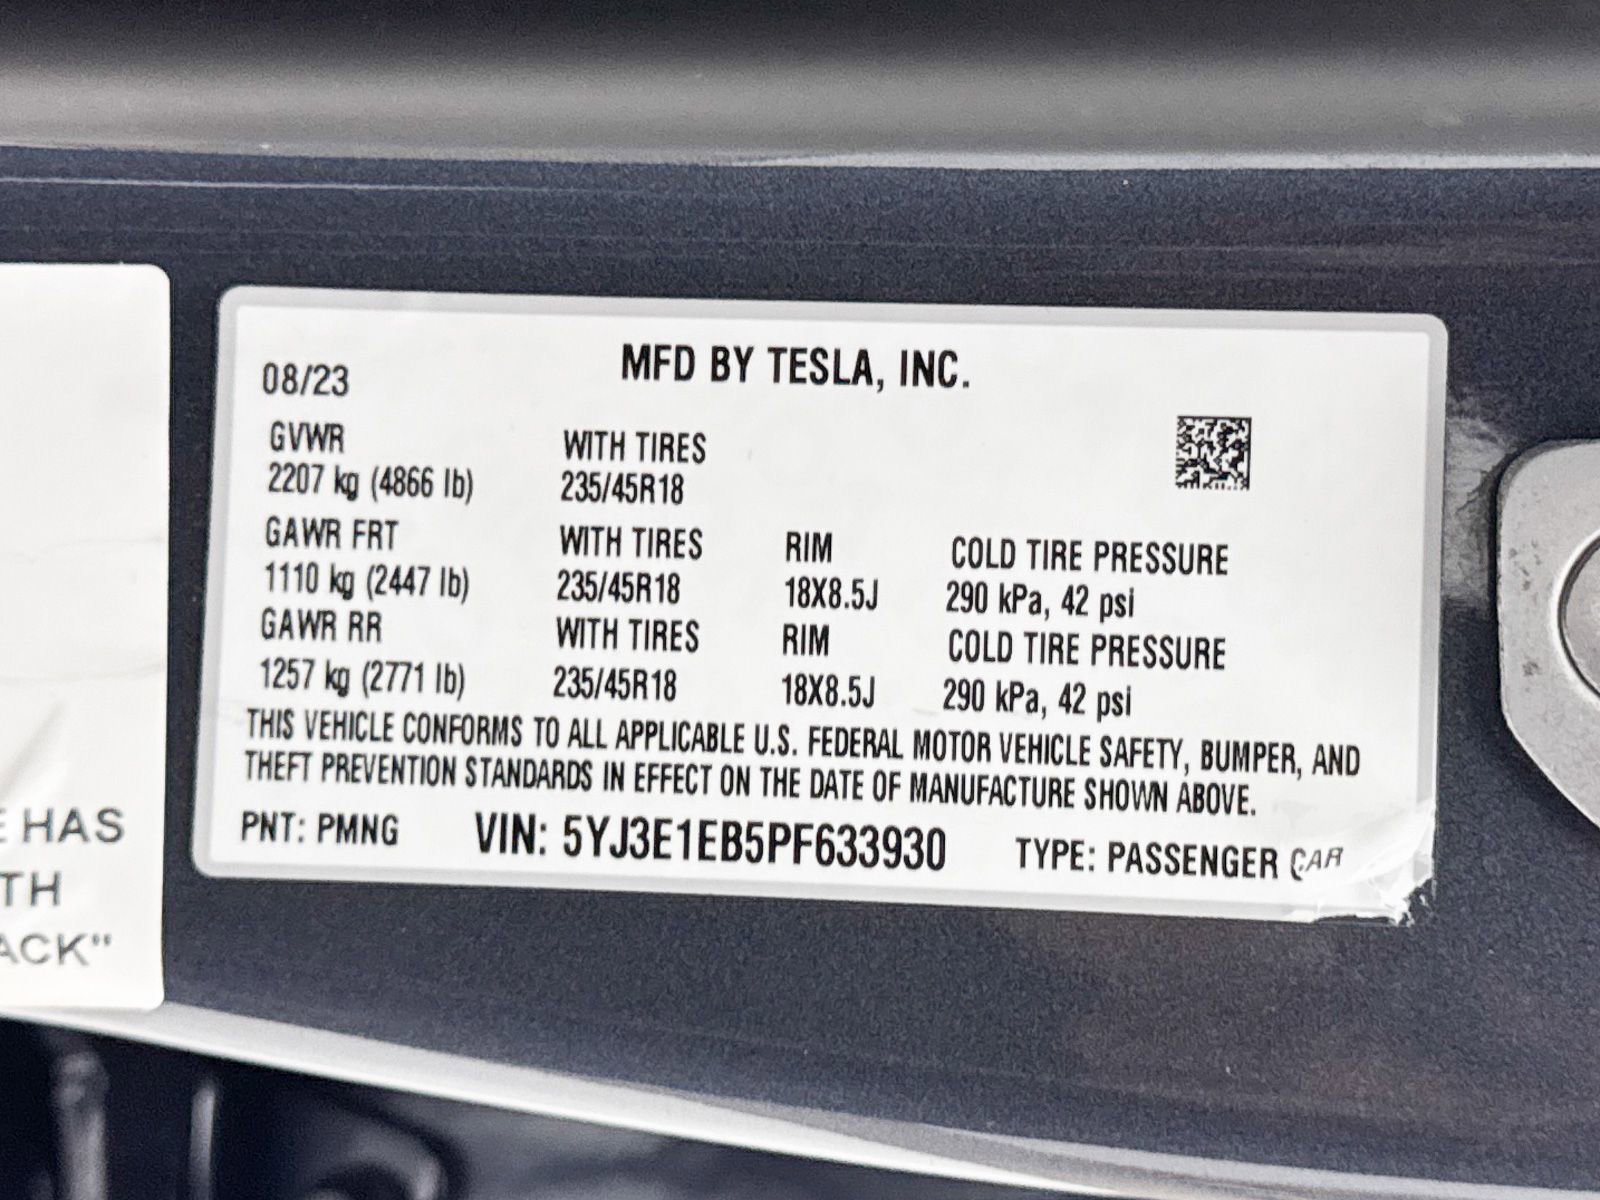 MFD BY TESLA, INC.
08/23
GVWR WITH TIRES
2207 kg (4866 lb) 235/45R18
GAWR FRT WITH TIRES RIM COLD TIRE PRESSURE
1110 kg (2447 lb) 235/45R18 18X8.5J 290 kPa, 42 psi
GAWR RR WITH TIRES RIM COLD TIRE PRESSURE
1257 kg (2771 lb) 235/45R18 18X8.5J 290 kPa, 42 psi
THIS VEHICLE CONFORMS TO ALL APPLICABLE U.S. FEDERAL MOTOR VEHICLE SAFETY, BUMPER, AND
THEFT PREVENTION STANDARDS IN EFFECT ON THE DATE OF MANUFACTURE SHOWN ABOVE.
PNT: PMNG VIN: 5YJ3E1EB5PF633930 TYPE: PASSENGER CAR
HAS
TH
ACK"